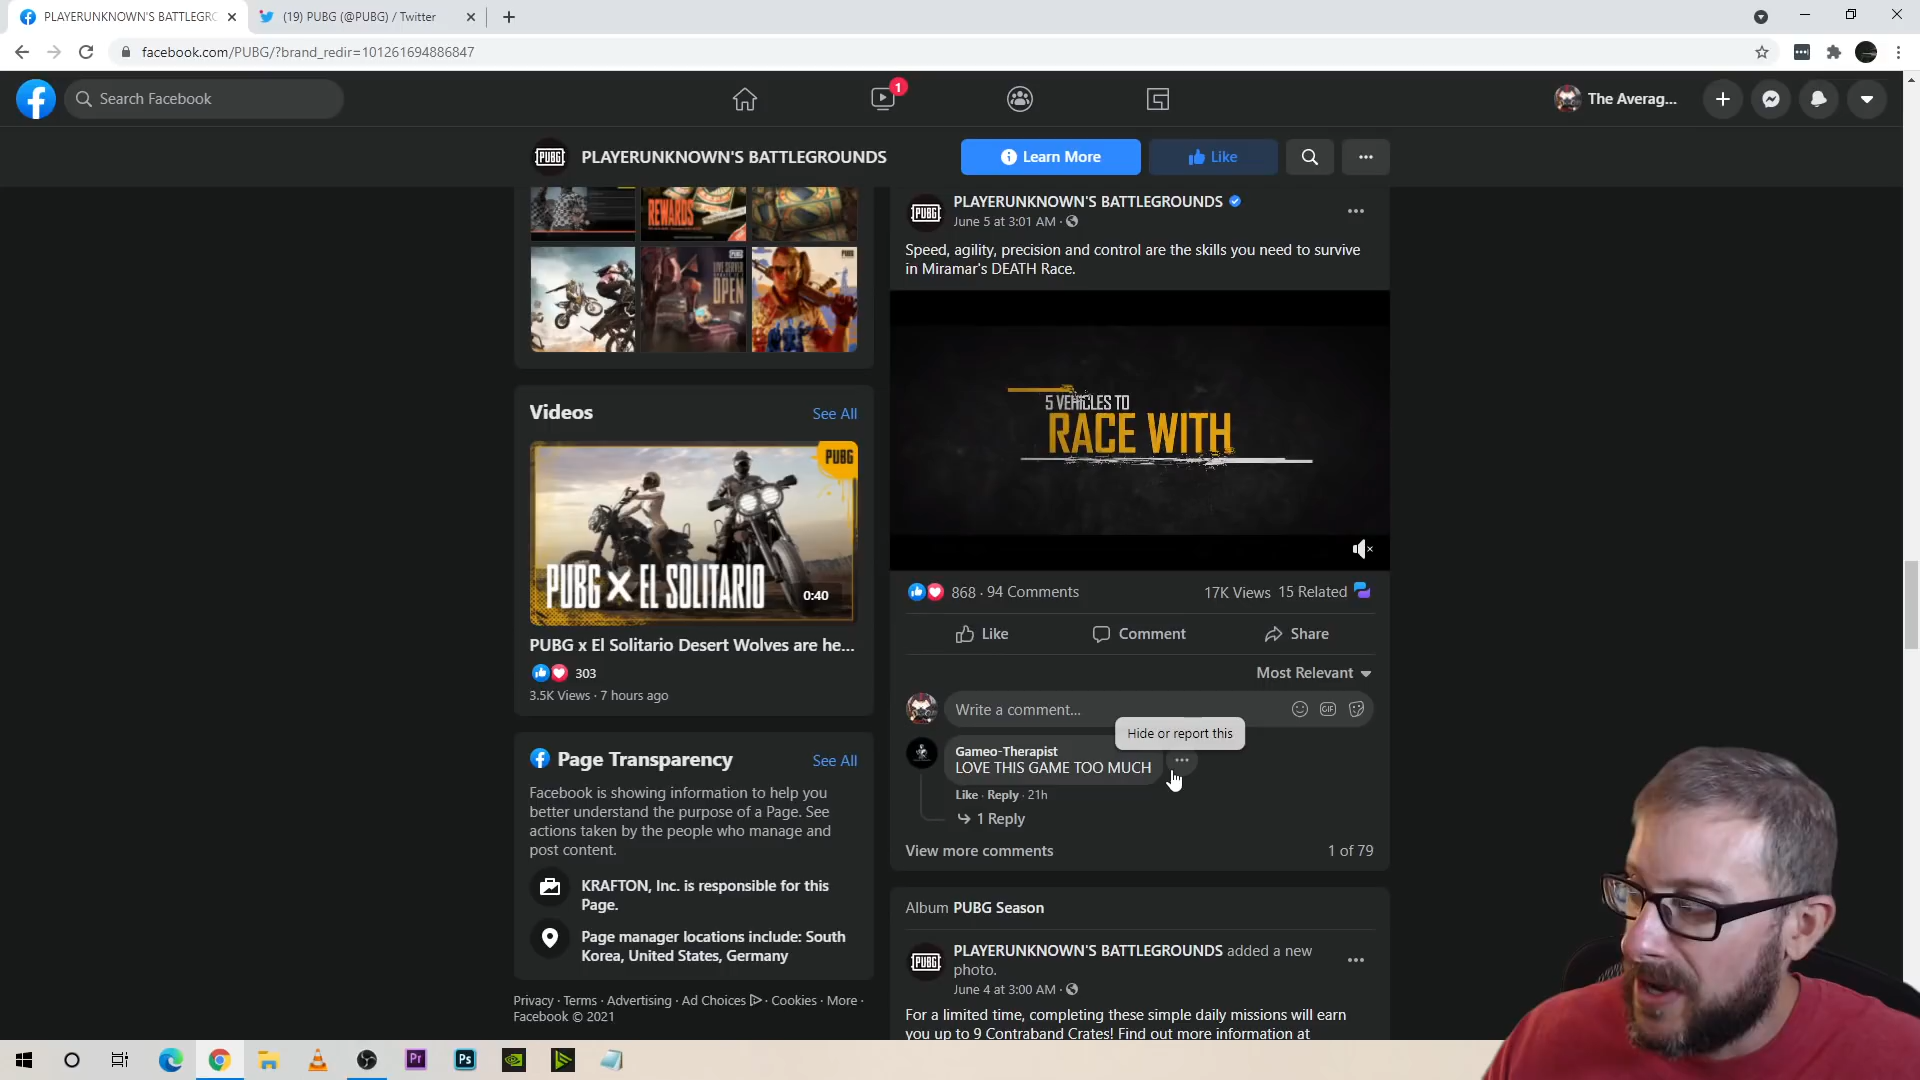 PLAYERUNKNOWN'S BATTLEGRO
(19) PUBG (@PUBG) / Twitter
facebook.com/PUBG/?brand_redir=101261694886847
Search Facebook
1
The Averag...
PUBG
PLAYERUNKNOWN'S BATTLEGROUNDS
Learn More
Like
REWARDS
LIVE SERVER
OPEN
PUBG
Videos
See All
PUBG
PUBG X EL SOLITARIO
0:40
PUBG x El Solitario Desert Wolves are he...
303
3.5K Views · 7 hours ago
Page Transparency
See All
Facebook is showing information to help you
better understand the purpose of a Page. See
actions taken by the people who manage and
post content.
KRAFTON, Inc. is responsible for this
Page.
Page manager locations include: South
Korea, United States, Germany
Privacy · Terms · Advertising · Ad Choices · Cookies · More ·
Facebook © 2021
PUBG
PLAYERUNKNOWN'S BATTLEGROUNDS
June 5 at 3:01 AM ·
Speed, agility, precision and control are the skills you need to survive
in Miramar's DEATH Race.
5 VEHICLES TO
RACE WITH
868 · 94 Comments
17K Views 15 Related
Like
Comment
Share
Most Relevant
Write a comment...
GIF
Hide or report this
Gameo-Therapist
LOVE THIS GAME TOO MUCH
Like · Reply · 21h
1 Reply
View more comments
1 of 79
Album PUBG Season
PUBG
PLAYERUNKNOWN'S BATTLEGROUNDS added a new
photo.
June 4 at 3:00 AM ·
For a limited time, completing these simple daily missions will earn
you up to 9 Contraband Crates! Find out more information at
Pr
Ps